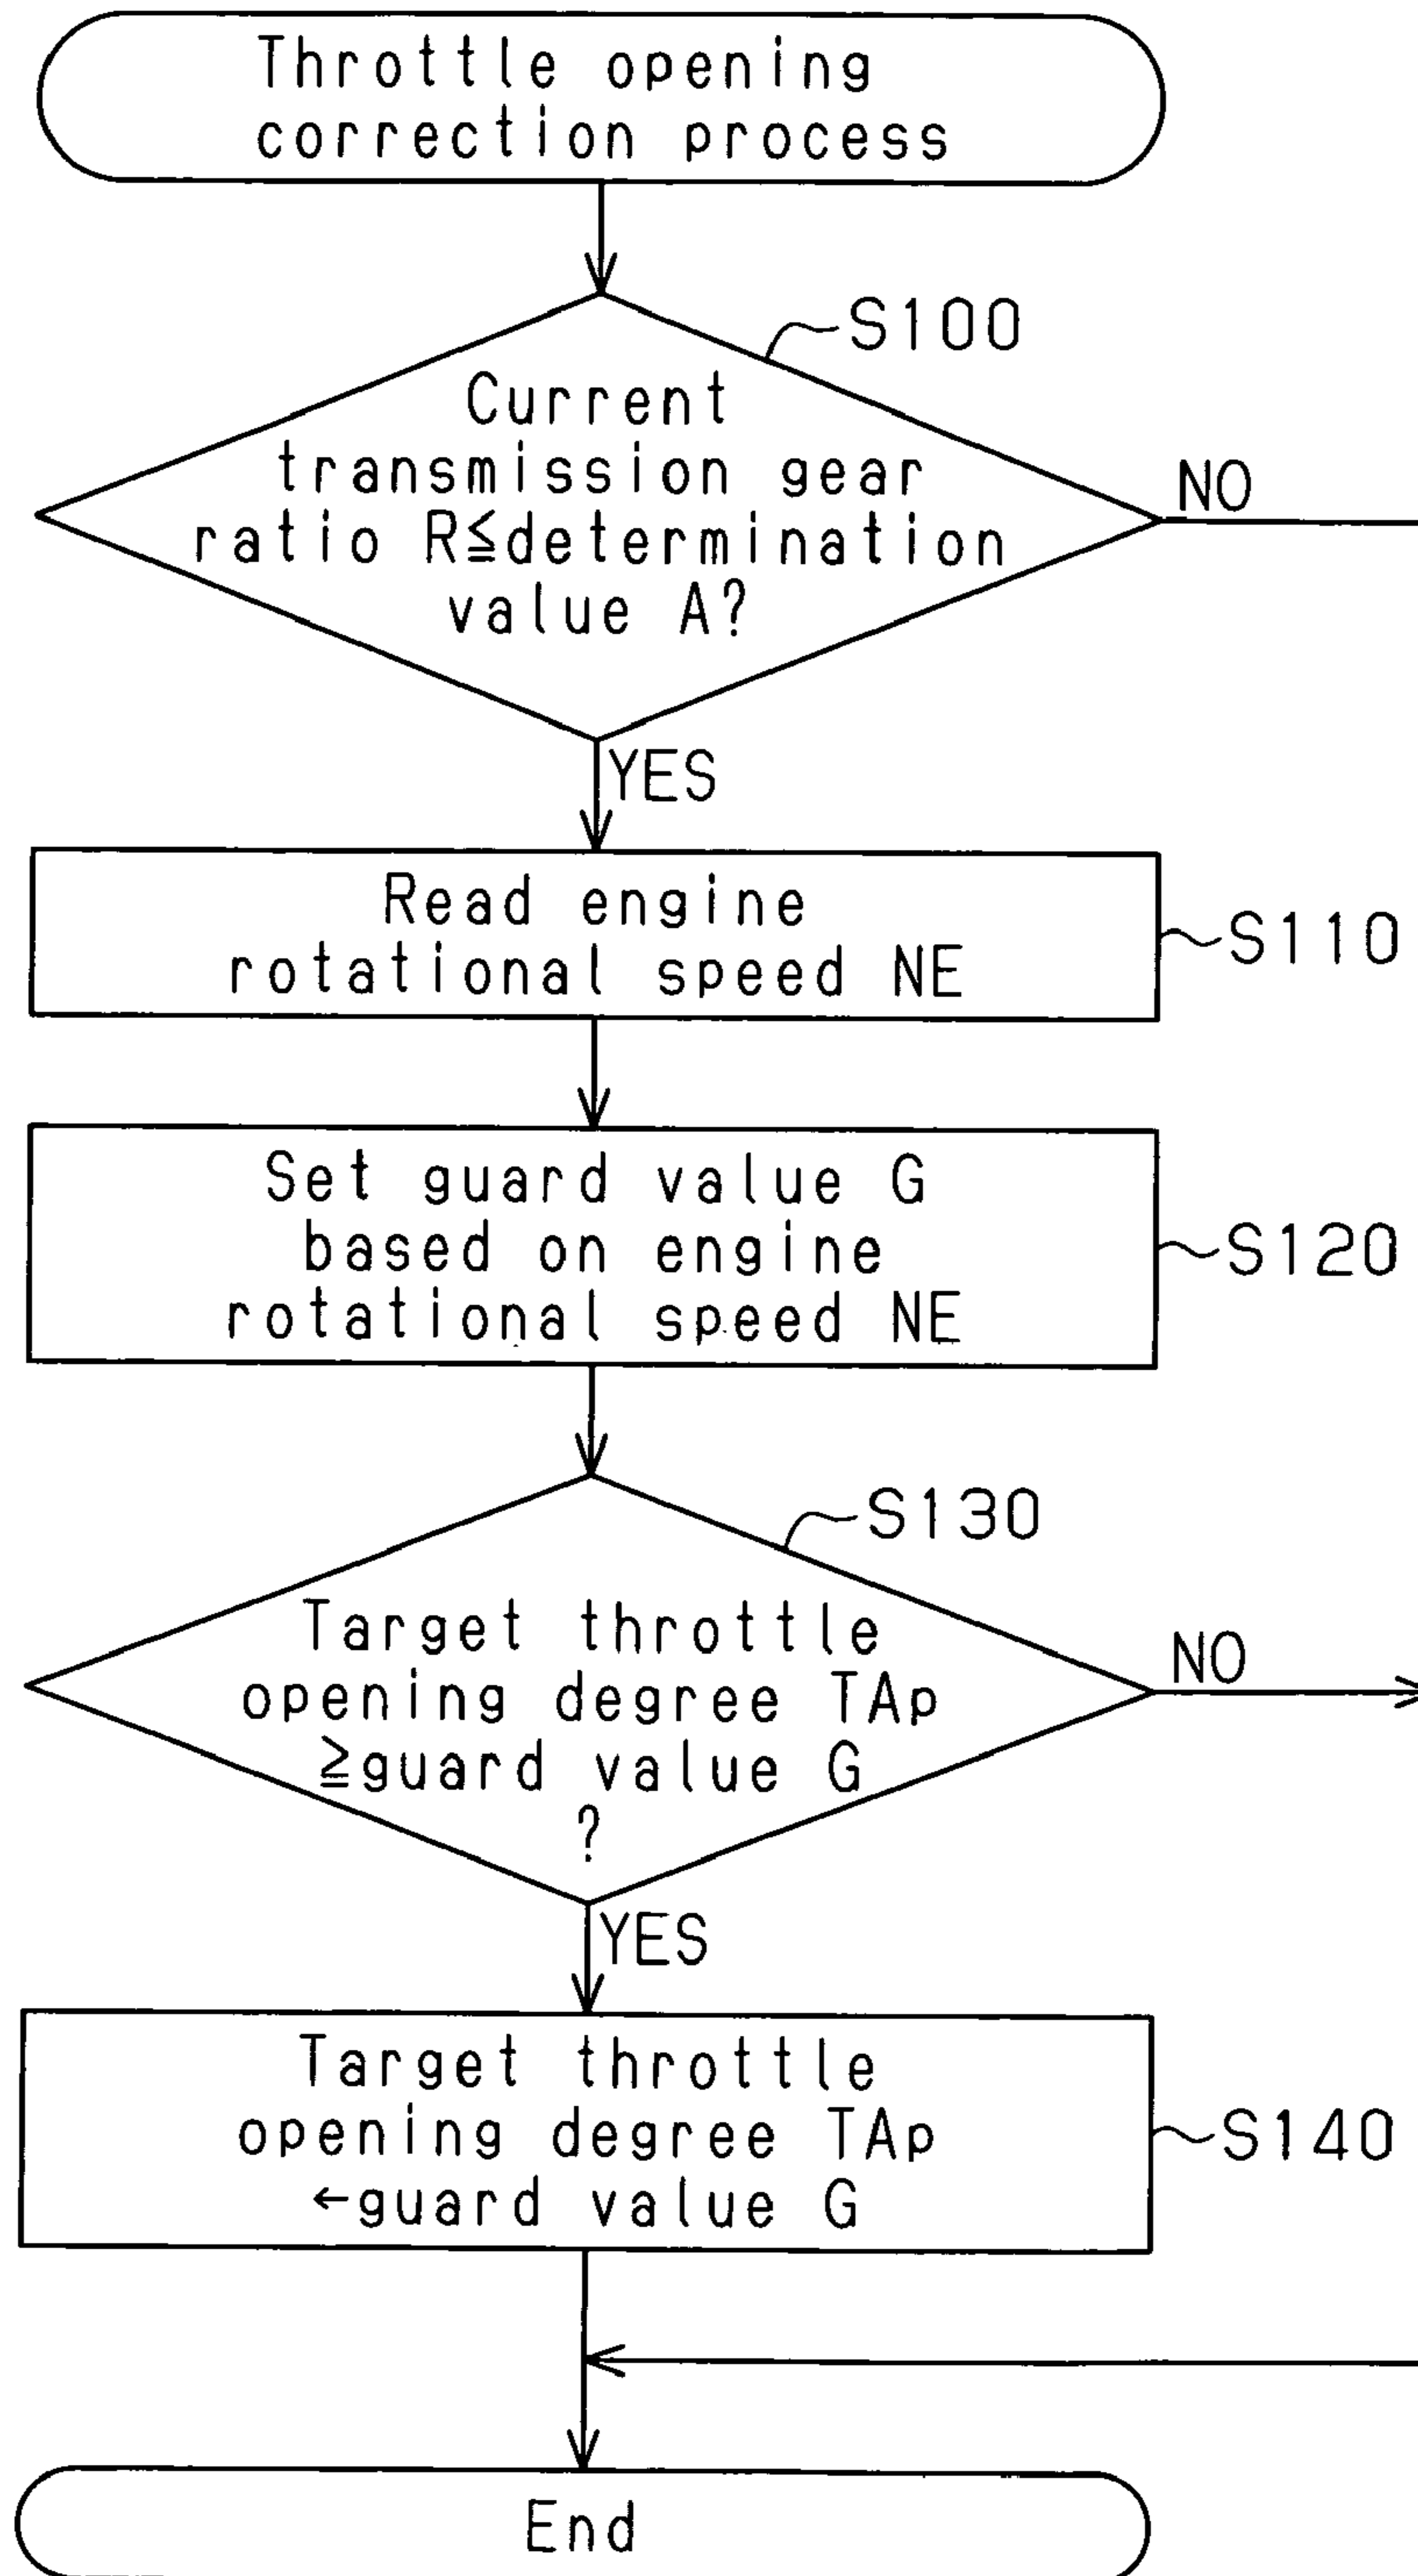 Throttle opening
correction process
S100
Current
transmission gear
ratio R≦determination
value A?
NO
YES
Read engine
rotational speed NE
S110
Set guard value G
based on engine
rotational speed NE
S120
S130
Target throttle
opening degree TAp
≧guard value G
?
NO
YES
Target throttle
opening degree TAp
←guard value G
S140
End